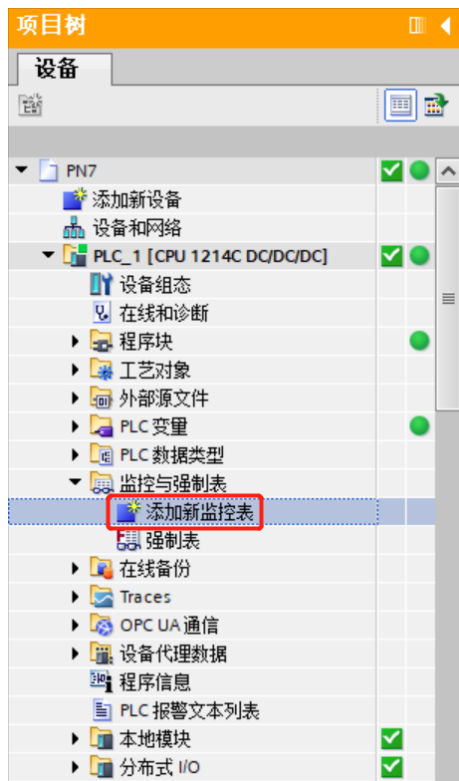 项目树
设备
PN7
添加新设备
设备和网络
PLC_1 [CPU 1214C DC/DC/DC]
设备组态
在线和诊断
程序块
工艺对象
外部源文件
PLC 变量
PLC 数据类型
监控与强制表
添加新监控表
强制表
在线备份
Traces
OPC UA 通信
设备代理数据
程序信息
PLC 报警文本列表
本地模块
分布式 I/O